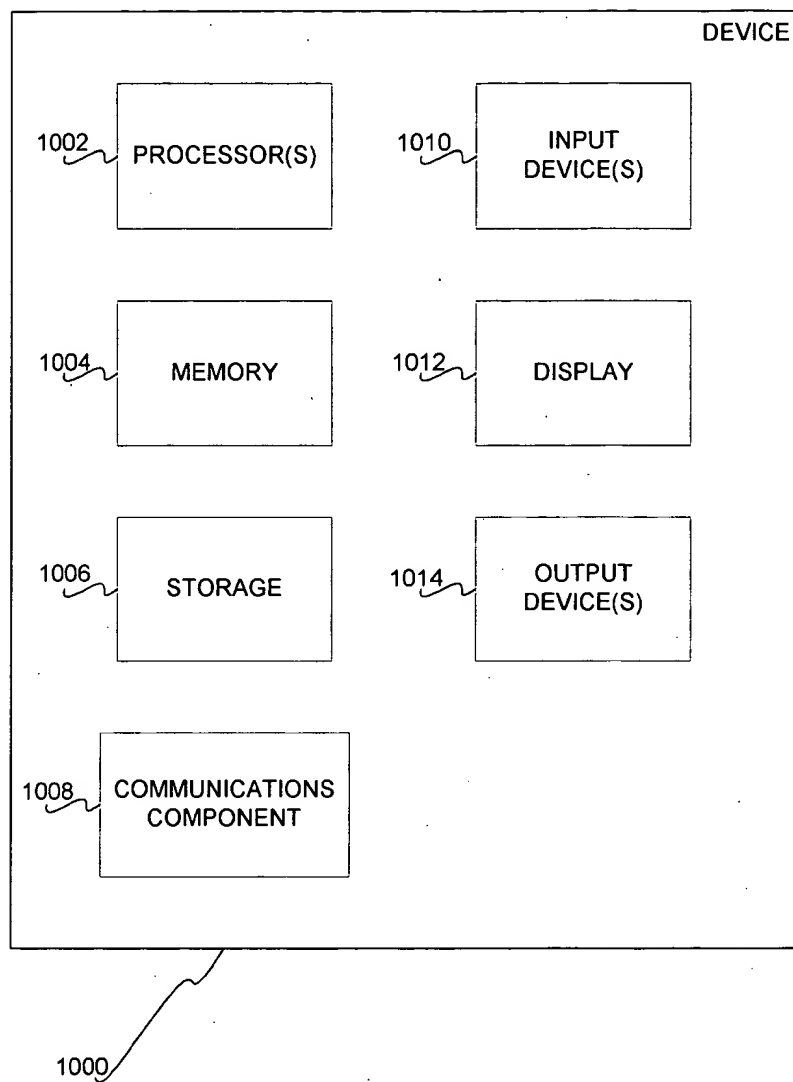 DEVICE
1002
PROCESSOR(S)
1010
INPUT
DEVICE(S)
1004
MEMORY
1012
DISPLAY
1006
STORAGE
1014
OUTPUT
DEVICE(S)
1008
COMMUNICATIONS
COMPONENT
1000